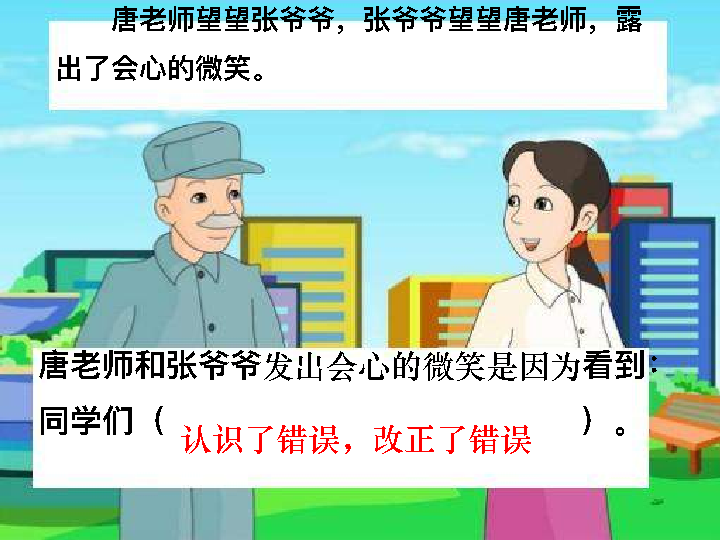 唐老师望望张爷爷，张爷爷望望唐老师，露
出了会心的微笑。
唐老师和张爷爷发出会心的微笑是因为看到：
同学们（ ）。
认识了错误，改正了错误